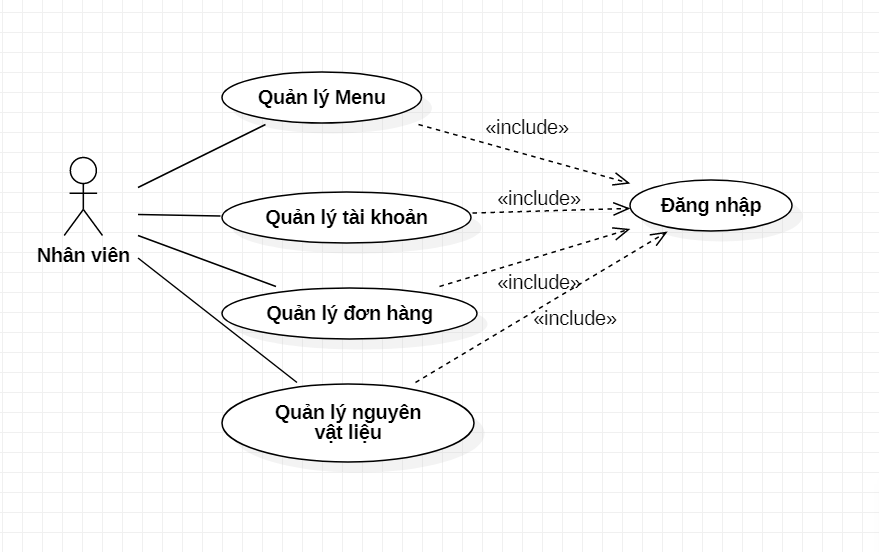 Quản lý Menu
«include»
«include»
Quản lý tài khoản
Đăng nhập
Nhân viên
«include»
Quản lý đơn hàng
«include»
Quản lý nguyên
vật liệu